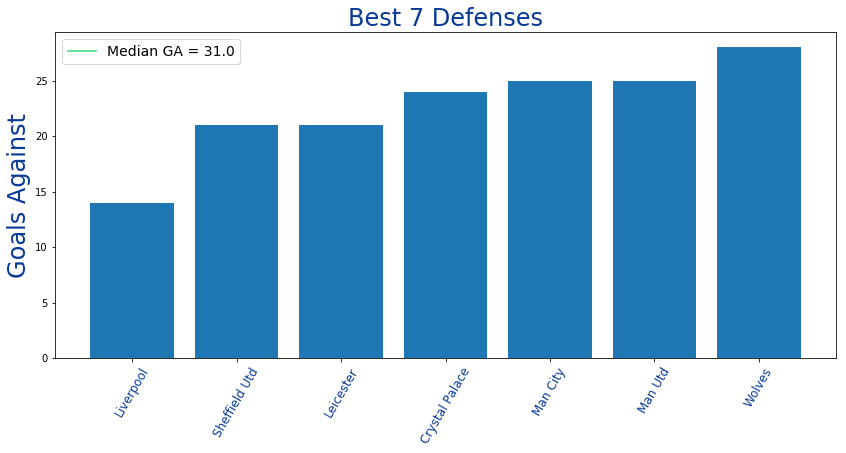 Best 7 Defenses
Median GA = 31.0
Goals Against
25
20
15
10
5
0
Liverpool
Sheffield Utd
Leicester
Crystal Palace
Man City
Man Utd
Wolves